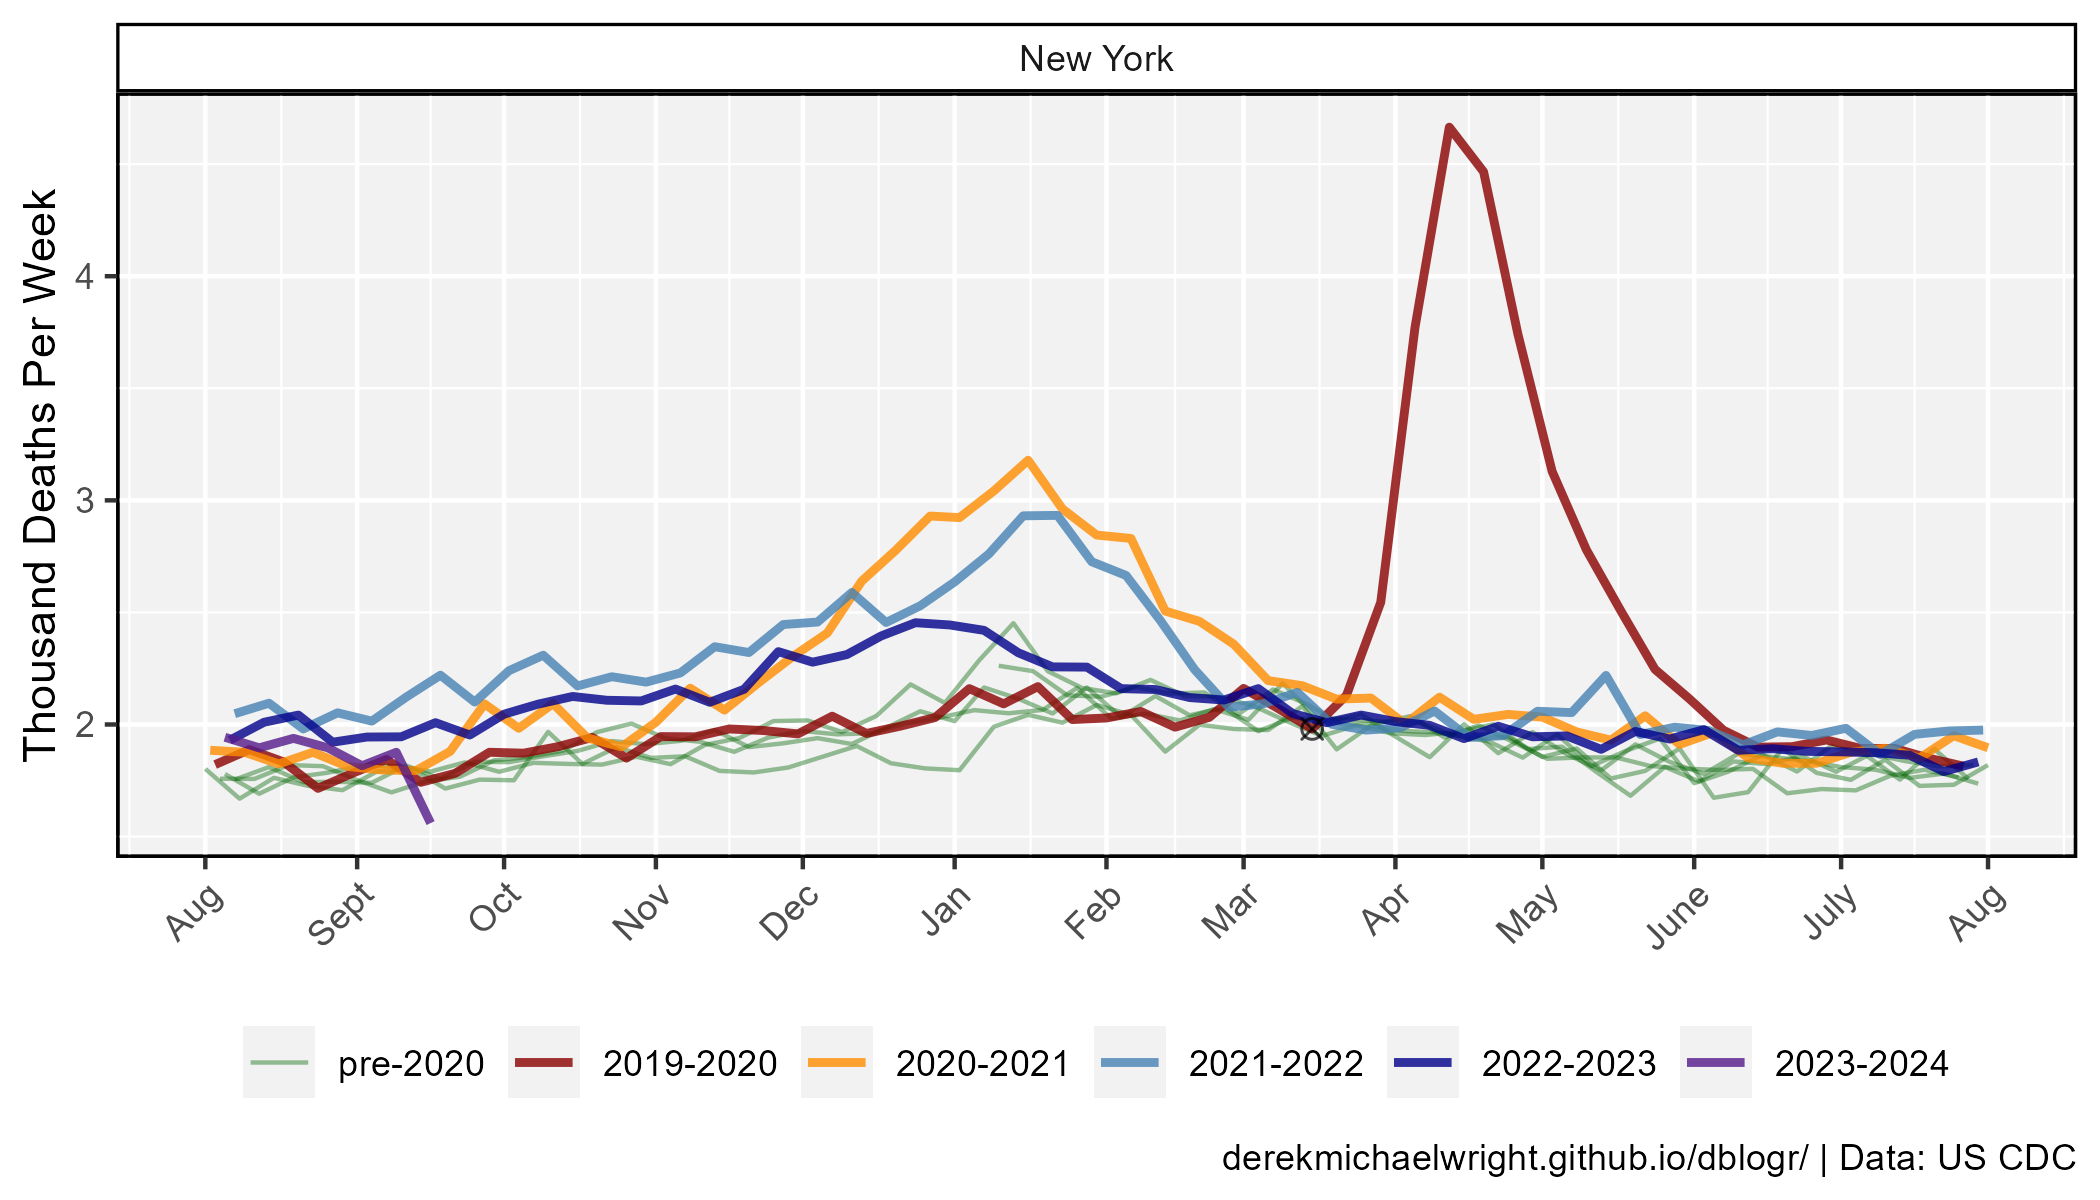 New York
Thousand Deaths Per Week
4
3
2
Aug Sept Oct Nov Dec Jan Feb Mar Apr May June July Aug
pre-2020 2019-2020 2020-2021 2021-2022 2022-2023 2023-2024
derekmichaelwright.github.io/dblogr/ | Data: US CDC